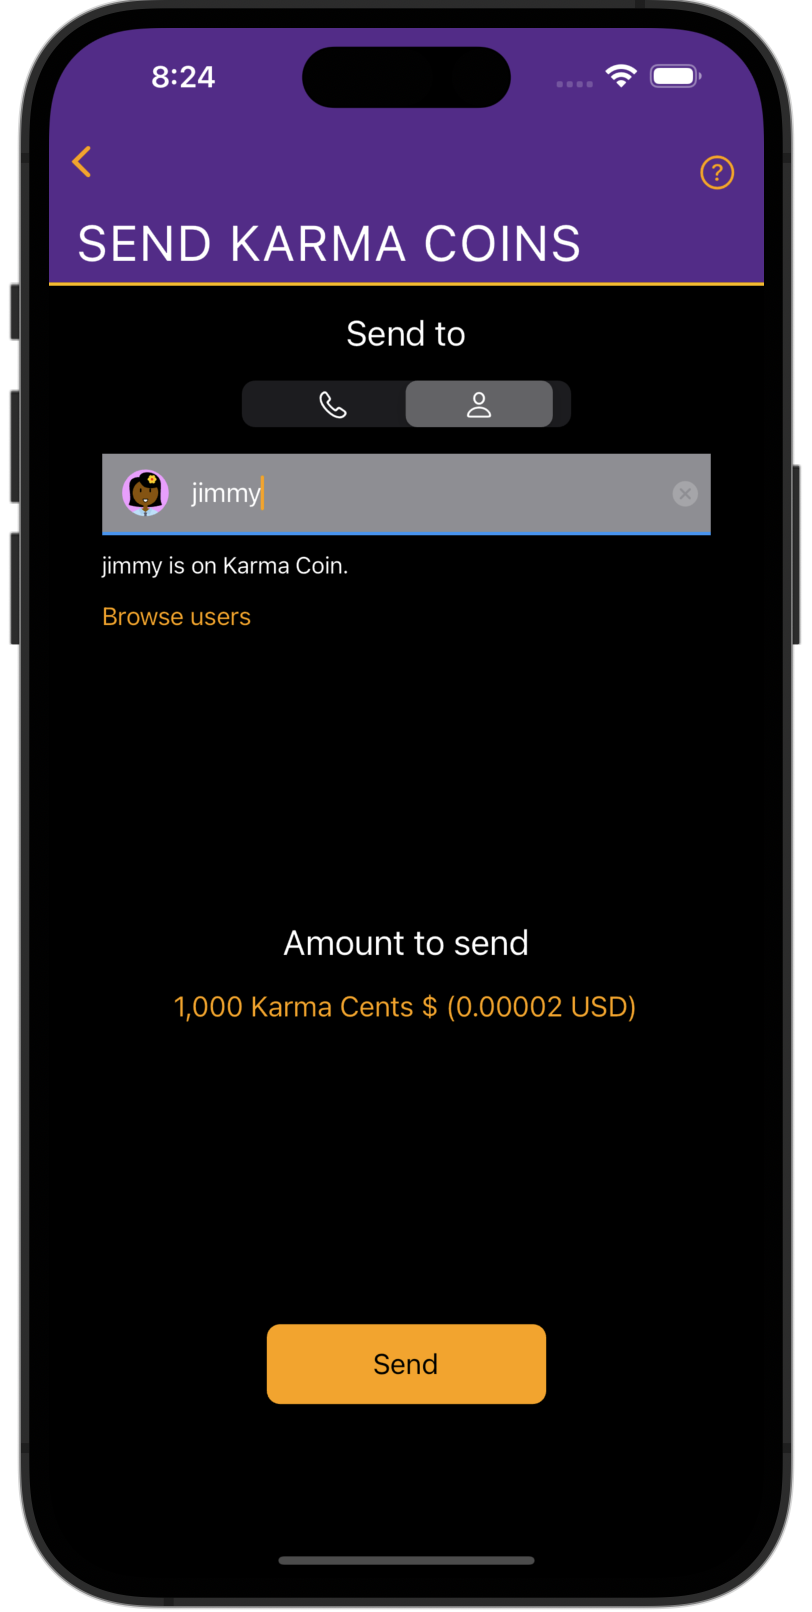 8:24
?
SEND KARMA COINS
Send to
jimmy
jimmy is on Karma Coin.
Browse users
Amount to send
1,000 Karma Cents $ (0.00002 USD)
Send